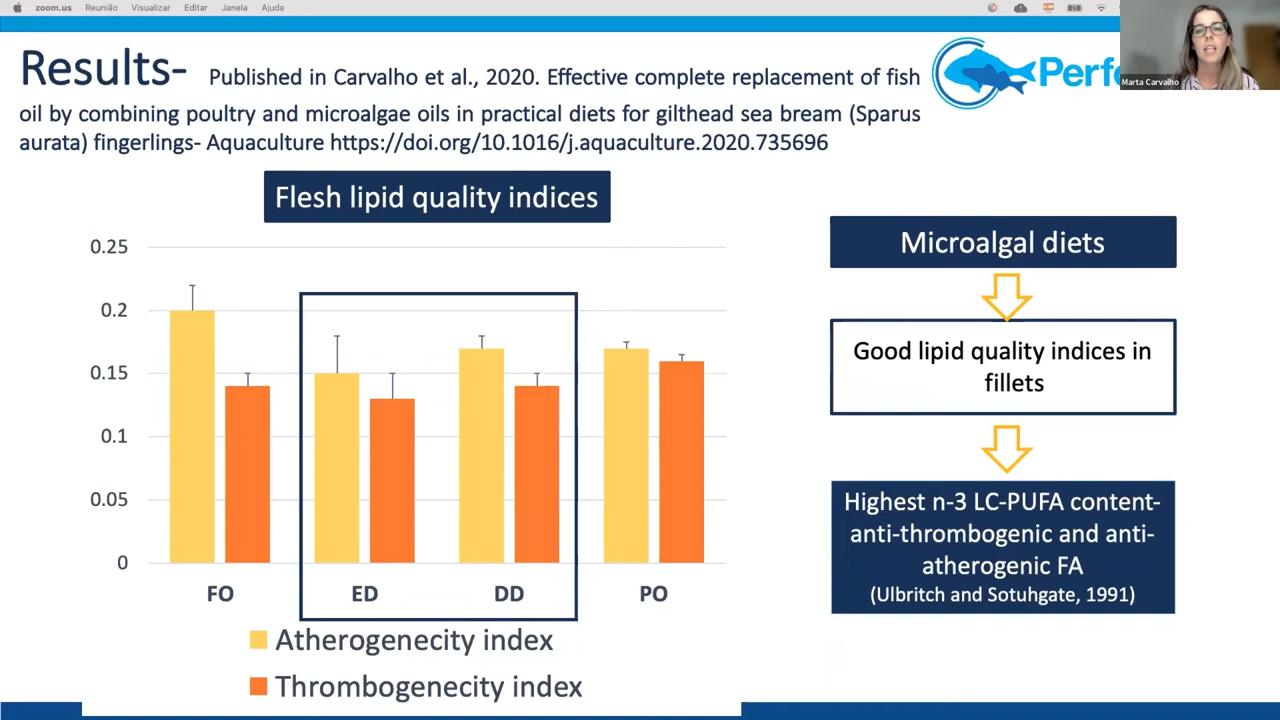 zoom.us Reunião Visualizar Editar Janela Ajuda
Results- Published in Carvalho et al., 2020. Effective complete replacement of fish
oil by combining poultry and microalgae oils in practical diets for gilthead sea bream (Sparus
aurata) fingerlings- Aquaculture https://doi.org/10.1016/j.aquaculture.2020.735696
Perfo
Marta Carvalho
Flesh lipid quality indices
0.25
0.2
0.15
0.1
0.05
0
FO ED DD PO
Atherogenecity index
Thrombogenecity index
Microalgal diets
Good lipid quality indices in
fillets
Highest n-3 LC-PUFA content-
anti-thrombogenic and anti-
atherogenic FA
(Ulbritch and Sotuhgate, 1991)